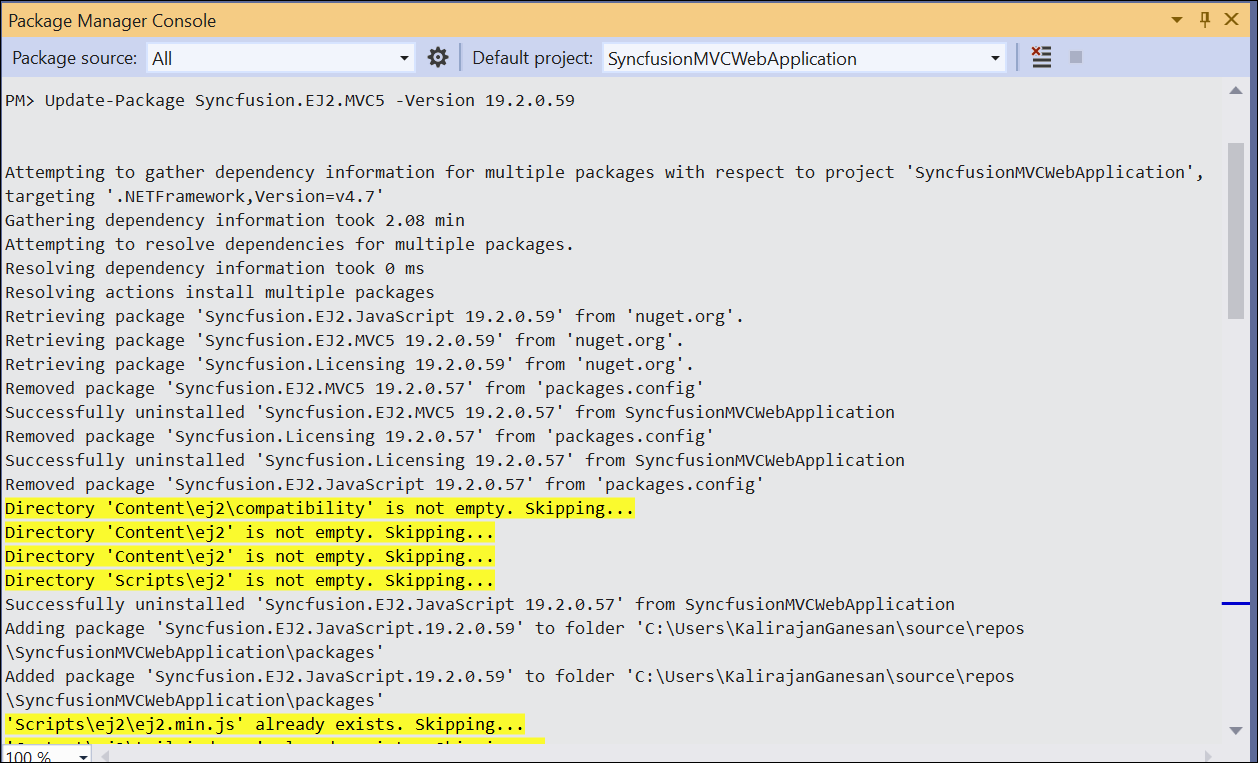 Package Manager Console
Package source: All Default project: SyncfusionMVCWebApplication
PM> Update-Package Syncfusion.EJ2.MVC5 -Version 19.2.0.59
Attempting to gather dependency information for multiple packages with respect to project 'SyncfusionMVCWebApplication',
targeting '.NETFramework,Version=v4.7'
Gathering dependency information took 2.08 min
Attempting to resolve dependencies for multiple packages.
Resolving dependency information took 0 ms
Resolving actions install multiple packages
Retrieving package 'Syncfusion.EJ2.JavaScript 19.2.0.59' from 'nuget.org'.
Retrieving package 'Syncfusion.EJ2.MVC5 19.2.0.59' from 'nuget.org'.
Retrieving package 'Syncfusion.Licensing 19.2.0.59' from 'nuget.org'.
Removed package 'Syncfusion.EJ2.MVC5 19.2.0.57' from 'packages.config'
Successfully uninstalled 'Syncfusion.EJ2.MVC5 19.2.0.57' from SyncfusionMVCWebApplication
Removed package 'Syncfusion.Licensing 19.2.0.57' from 'packages.config'
Successfully uninstalled 'Syncfusion.Licensing 19.2.0.57' from SyncfusionMVCWebApplication
Removed package 'Syncfusion.EJ2.JavaScript 19.2.0.57' from 'packages.config'
Directory 'Content\ej2\compatibility' is not empty. Skipping...
Directory 'Content\ej2' is not empty. Skipping...
Directory 'Content\ej2' is not empty. Skipping...
Directory 'Scripts\ej2' is not empty. Skipping...
Successfully uninstalled 'Syncfusion.EJ2.JavaScript 19.2.0.57' from SyncfusionMVCWebApplication
Adding package 'Syncfusion.EJ2.JavaScript.19.2.0.59' to folder 'C:\Users\KalirajanGanesan\source\repos
\SyncfusionMVCWebApplication\packages'
Added package 'Syncfusion.EJ2.JavaScript.19.2.0.59' to folder 'C:\Users\KalirajanGanesan\source\repos
\SyncfusionMVCWebApplication\packages'
'Scripts\ej2\ej2.min.js' already exists. Skipping...
100 %